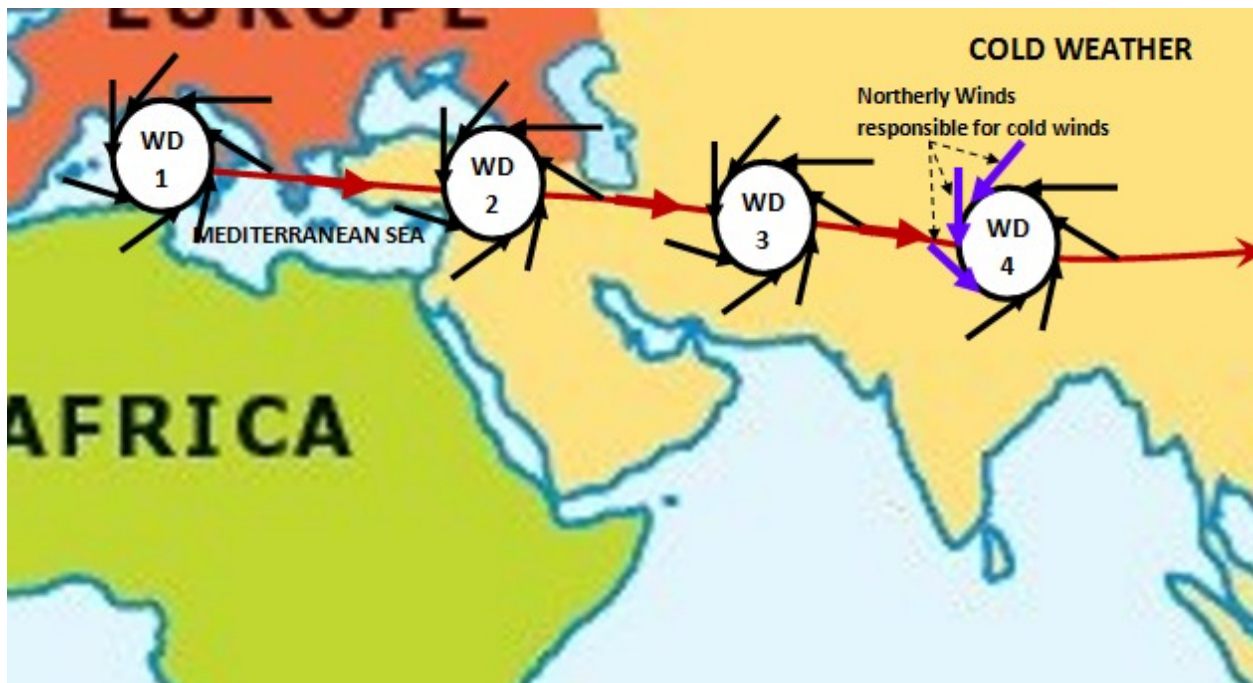 EUROPE
COLD WEATHER
Northerly Winds
responsible for cold winds
WD
1
WD
2
WD
3
WD
4
MEDITERRANEAN SEA
AFRICA